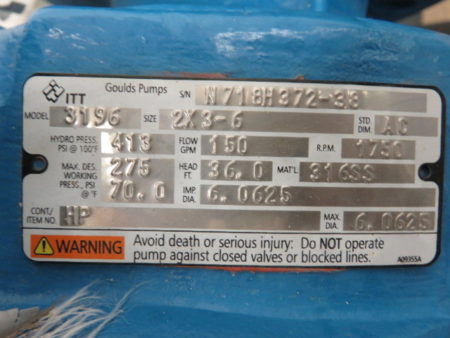 ITT Goulds Pumps S/N N718H372-33
MODEL 3196 SIZE 2X3-6 STD. DIM. AC
HYDRO PRESS. PSI @ 100°F 413 FLOW GPM 150 R.P.M. 1750
MAX. DES. WORKING PRESS., PSI 275 HEAD FT. 36.0 MAT'L. 316SS
@ °F 70.0 IMP. DIA. 6.0625
CONT./ ITEM NO. HP MAX. DIA. 6.0625
WARNING Avoid death or serious injury: Do NOT operate
pump against closed valves or blocked lines.
A09355A